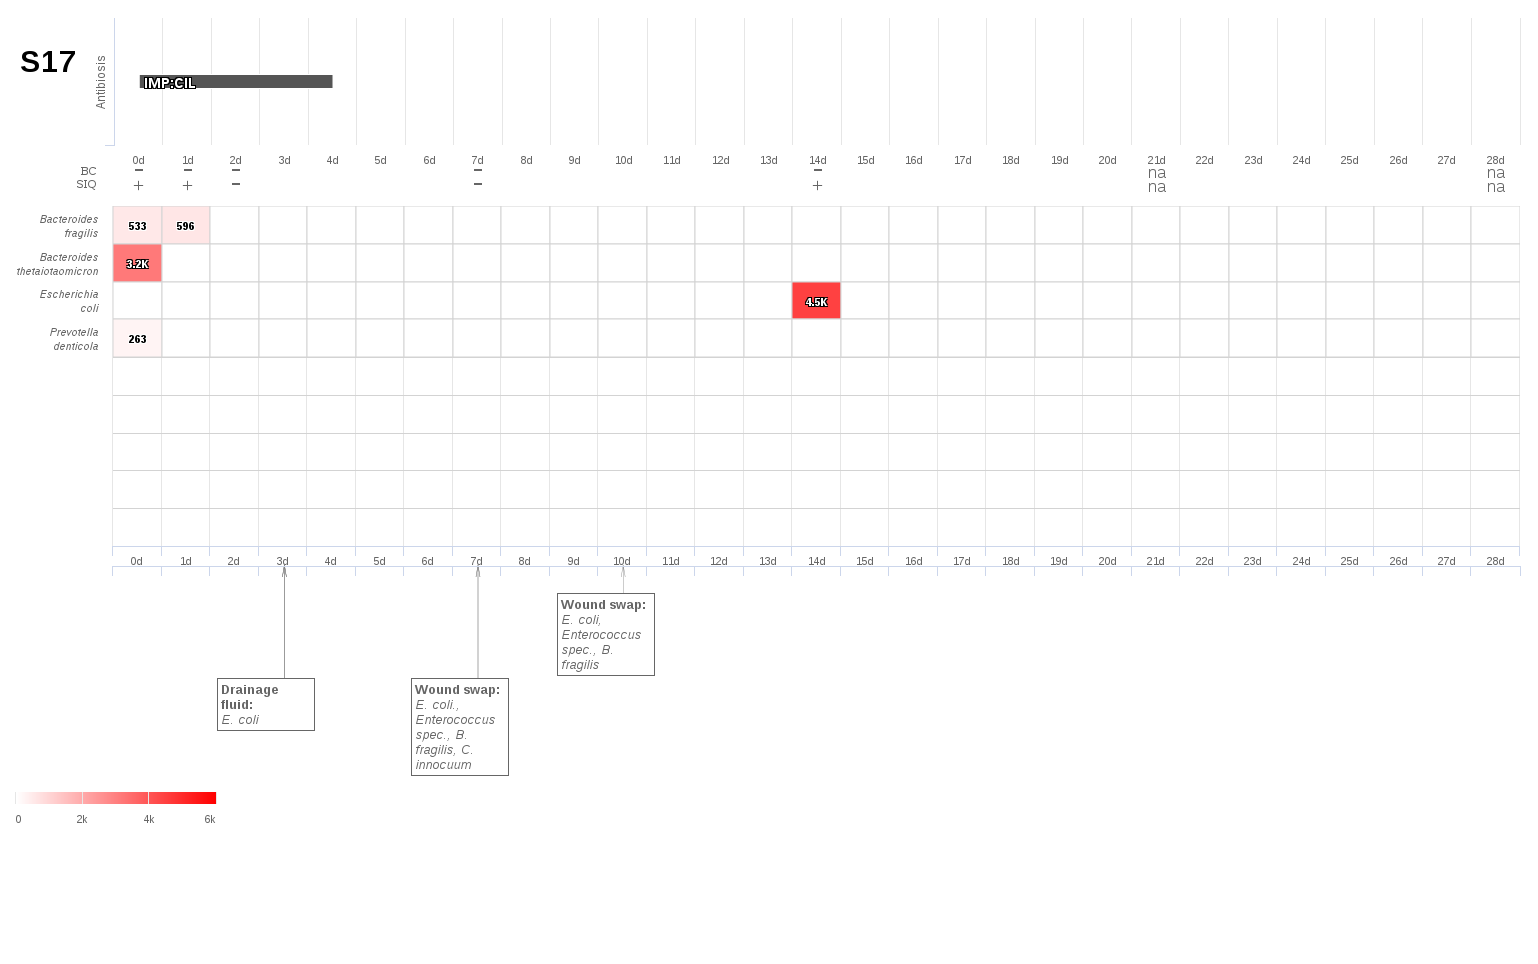 S17
Antibiosis
IMP:CIL
0d 1d 2d 3d 4d 5d 6d 7d 8d 9d 10d 11d 12d 13d 14d 15d 16d 17d 18d 19d 20d 21d 22d 23d 24d 25d 26d 27d 28d
BC − − − − − na na
SIQ + + − − + na na
Bacteroides
fragilis
533 596
Bacteroides
thetaiotaomicron
3.2K
Escherichia
coli
4.5K
Prevotella
denticola
263
0d 1d 2d 3d 4d 5d 6d 7d 8d 9d 10d 11d 12d 13d 14d 15d 16d 17d 18d 19d 20d 21d 22d 23d 24d 25d 26d 27d 28d
Drainage
fluid:
E. coli
Wound swap:
E. coli.,
Enterococcus
spec., B.
fragilis, C.
innocuum
Wound swap:
E. coli,
Enterococcus
spec., B.
fragilis
0 2k 4k 6k